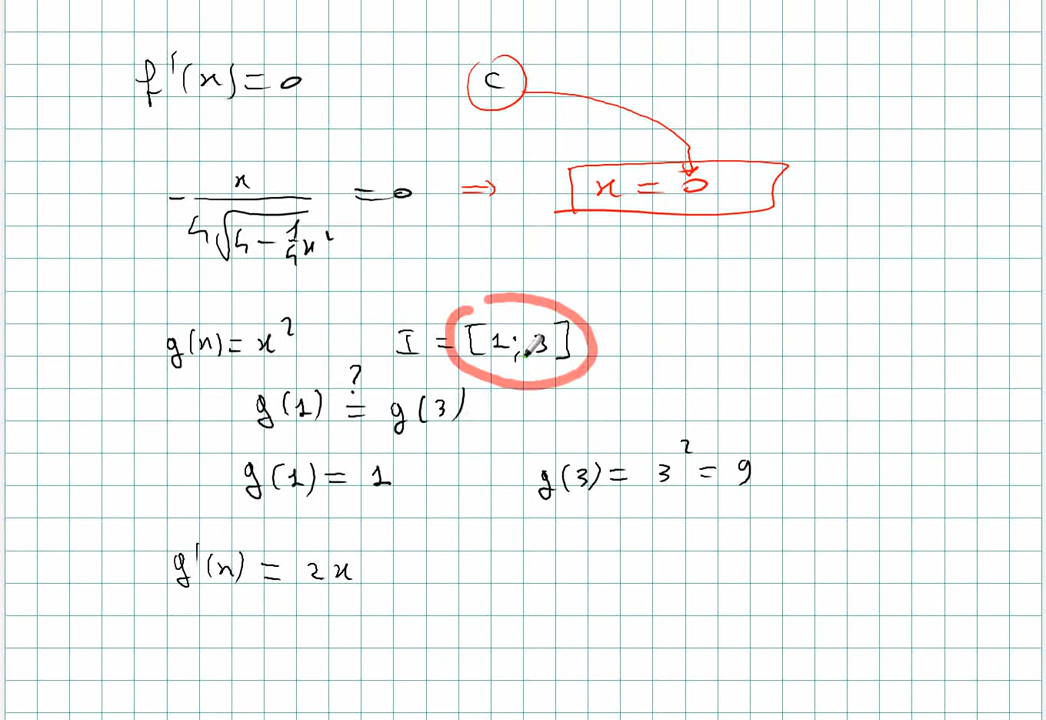 f'(x) = 0 C
- x / 4√(4 - 1/4 x²) = 0 ⇒ x = 0
g(x) = x² I = [1; 3]
g(1) ≟ g(3)
g(1) = 1 g(3) = 3² = 9
g'(x) = 2x